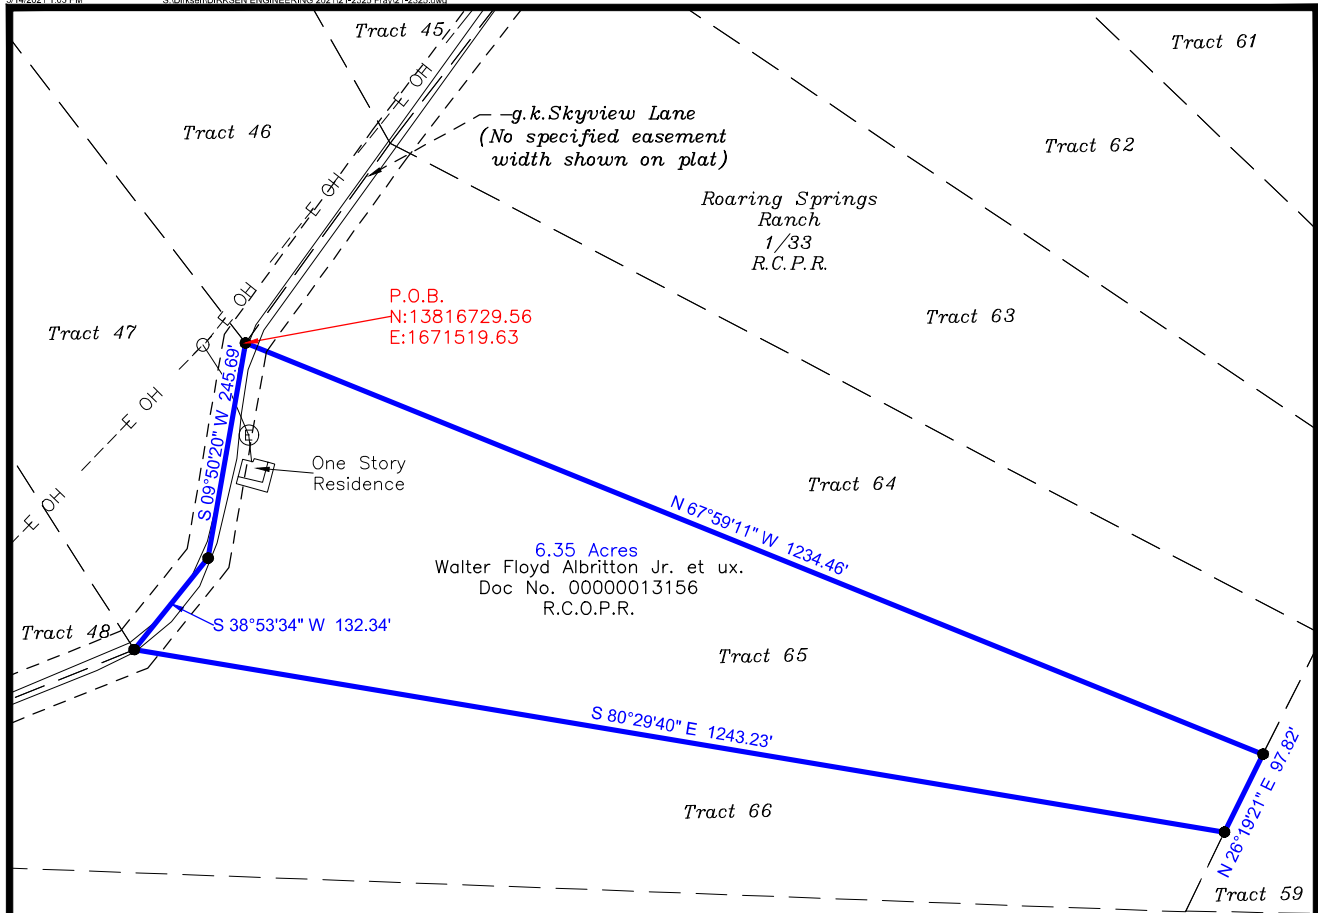 Tract 45
Tract 61
E OH
—g.k.Skyview Lane
(No specified easement
width shown on plat)
Tract 46
Tract 62
E OH
Roaring Springs
Ranch
1/33
R.C.P.R.
E OH
P.O.B.
N:13816729.56
E:1671519.63
Tract 47
Tract 63
E OH
S 09°50'20" W 245.69'
E
One Story
Residence
Tract 64
E OH
N 67°59'11" W 1234.46'
6.35 Acres
Walter Floyd Albritton Jr. et ux.
Doc No. 00000013156
R.C.O.P.R.
Tract 48
S 38°53'34" W 132.34'
Tract 65
S 80°29'40" E 1243.23'
N 26°19'21" E 97.82'
Tract 66
Tract 59